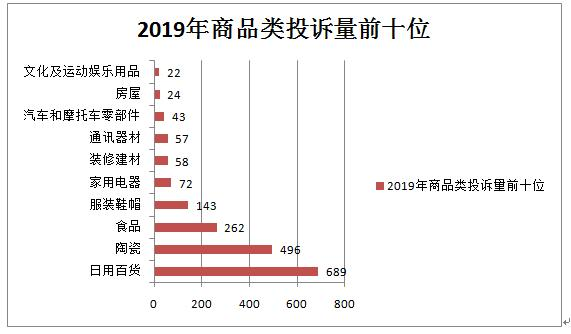 2019年商品类投诉量前十位
文化及运动娱乐用品 22
房屋 24
汽车和摩托车零部件 43
通讯器材 57
装修建材 58
家用电器 72
服装鞋帽 143
食品 262
陶瓷 496
日用百货 689
0 200 400 600 800
2019年商品类投诉量前十位